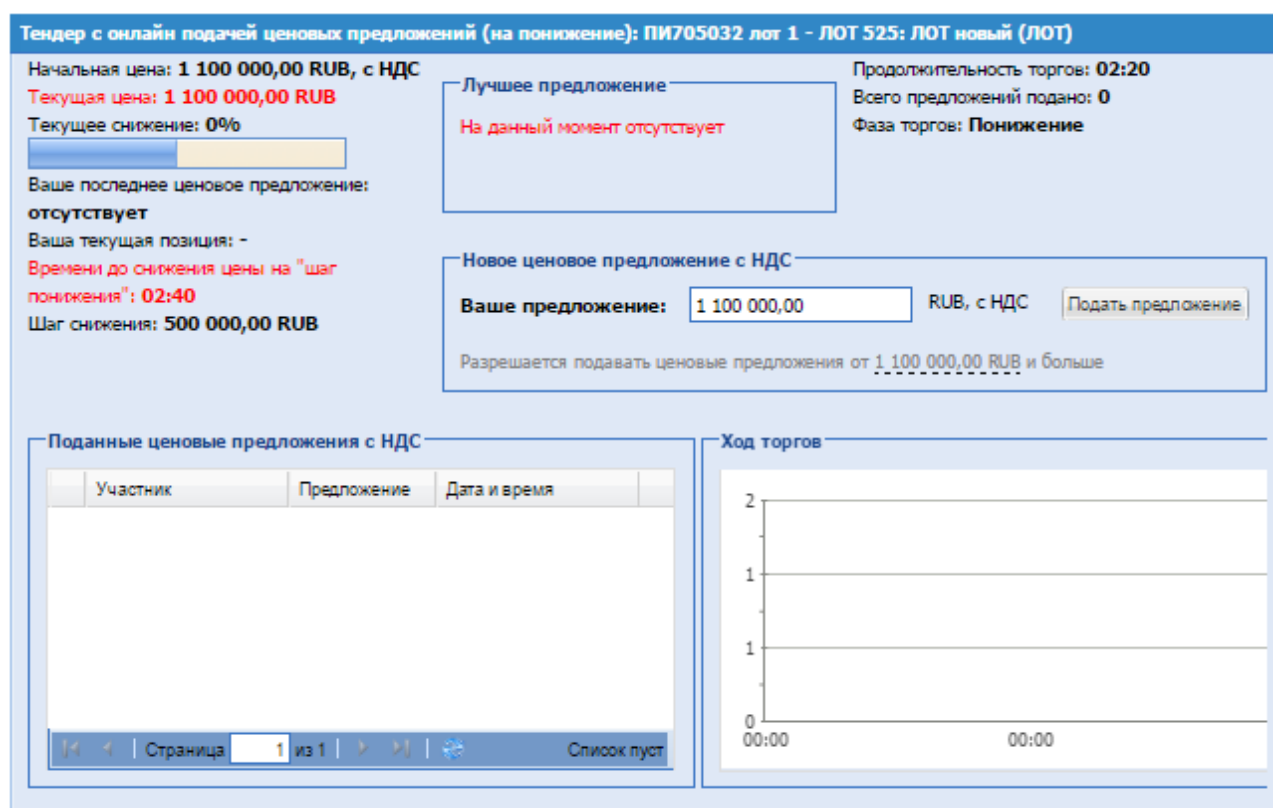 Тендер с онлайн подачей ценовых предложений (на понижение): ПИ705032 лот 1 - ЛОТ 525: ЛОТ новый (ЛОТ)
Начальная цена: 1 100 000,00 RUB, с НДС
Текущая цена: 1 100 000,00 RUB
Текущее снижение: 0%
Ваше последнее ценовое предложение:
отсутствует
Ваша текущая позиция: -
Времени до снижения цены на "шаг
понижения": 02:40
Шаг снижения: 500 000,00 RUB
Лучшее предложение
На данный момент отсутствует
Продолжительность торгов: 02:20
Всего предложений подано: 0
Фаза торгов: Понижение
Новое ценовое предложение с НДС
Ваше предложение: 1 100 000,00 RUB, с НДС Подать предложение
Разрешается подавать ценовые предложения от 1 100 000,00 RUB и больше
Поданные ценовые предложения с НДС
Участник Предложение Дата и время
Страница 1 из 1 Список пуст
Ход торгов
2
1
1
0
00:00 00:00